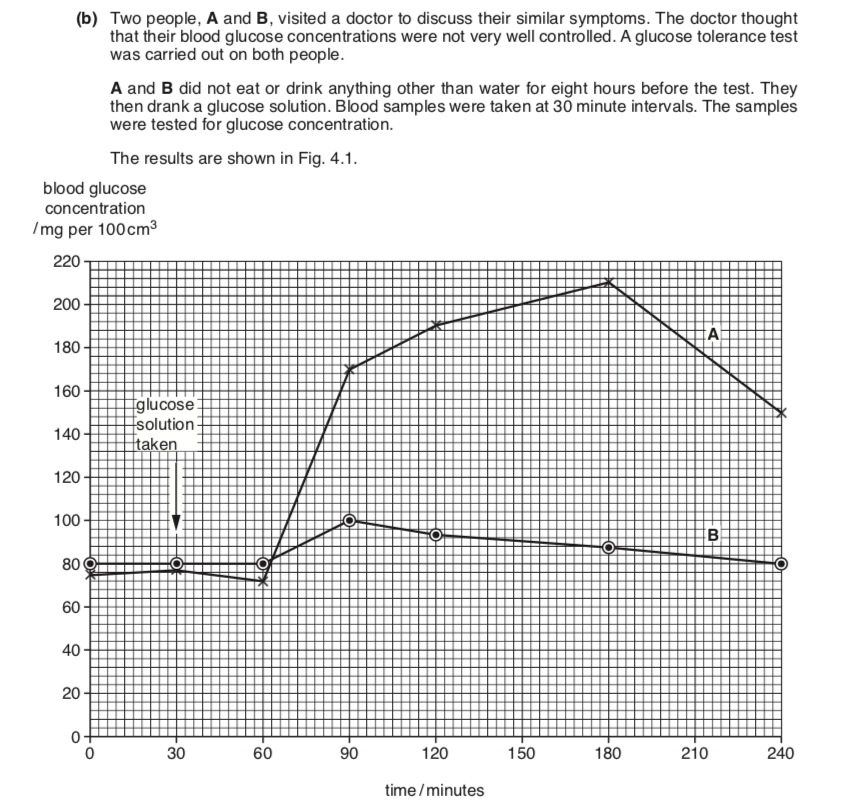 (b) Two people, A and B, visited a doctor to discuss their similar symptoms. The doctor thought
that their blood glucose concentrations were not very well controlled. A glucose tolerance test
was carried out on both people.
A and B did not eat or drink anything other than water for eight hours before the test. They
then drank a glucose solution. Blood samples were taken at 30 minute intervals. The samples
were tested for glucose concentration.
The results are shown in Fig. 4.1.
blood glucose
concentration
/ mg per 100 cm³
220
200
180
160
140
120
100
80
60
40
20
0
glucose
solution
taken
A
B
0 30 60 90 120 150 180 210 240
time / minutes